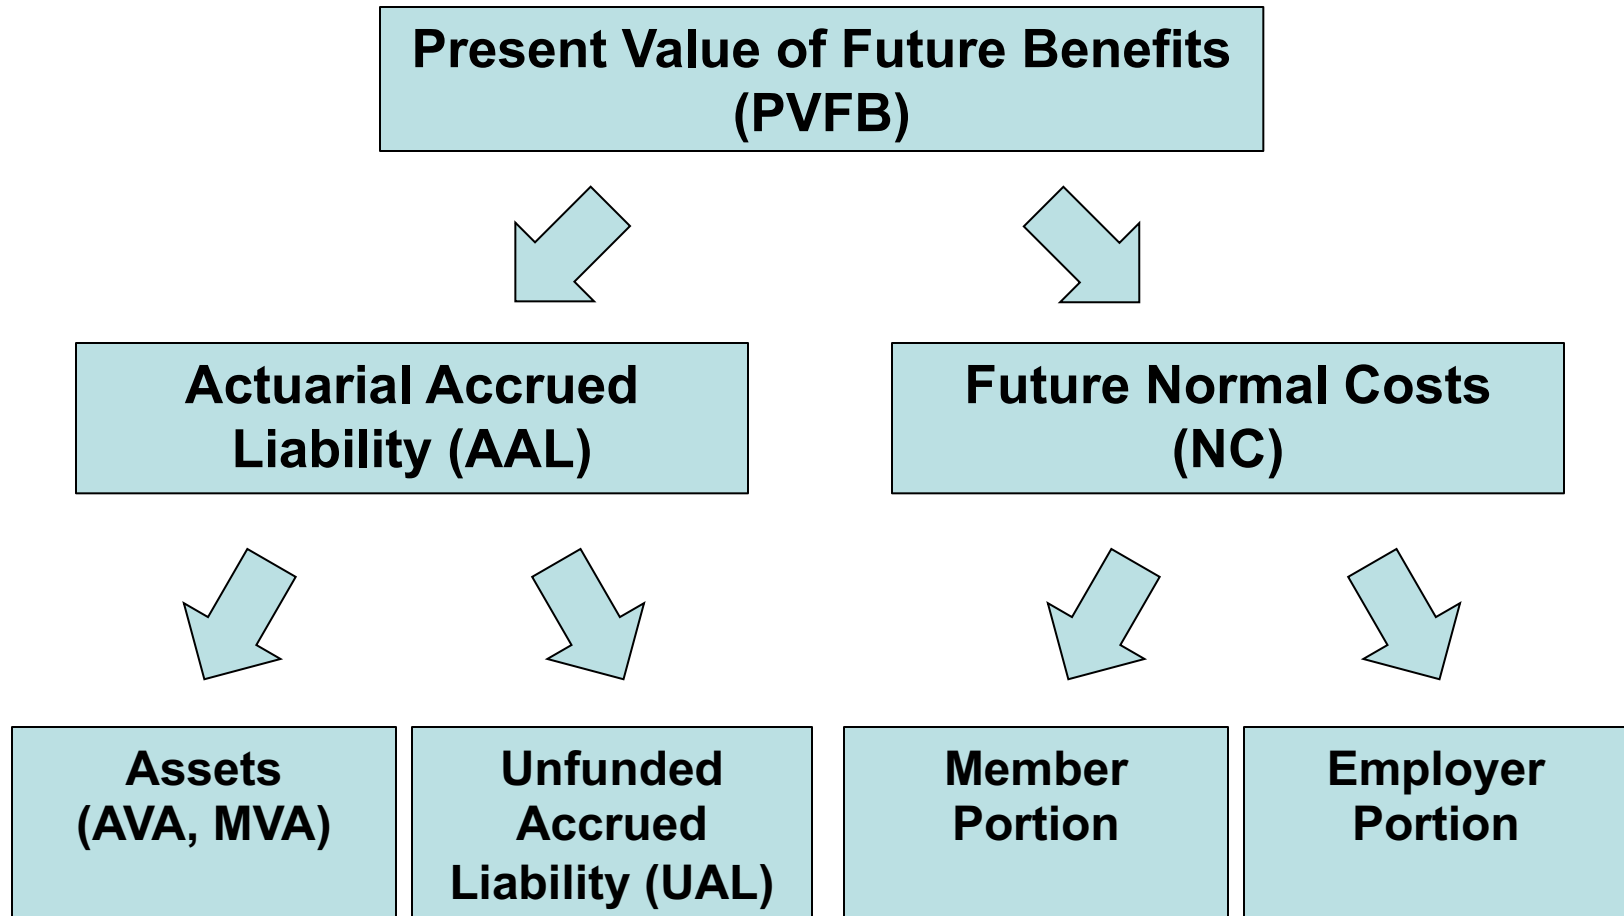 Present Value of Future Benefits
(PVFB)
Actuarial Accrued
Liability (AAL)
Future Normal Costs
(NC)
Assets
(AVA, MVA)
Unfunded
Accrued
Liability (UAL)
Member
Portion
Employer
Portion